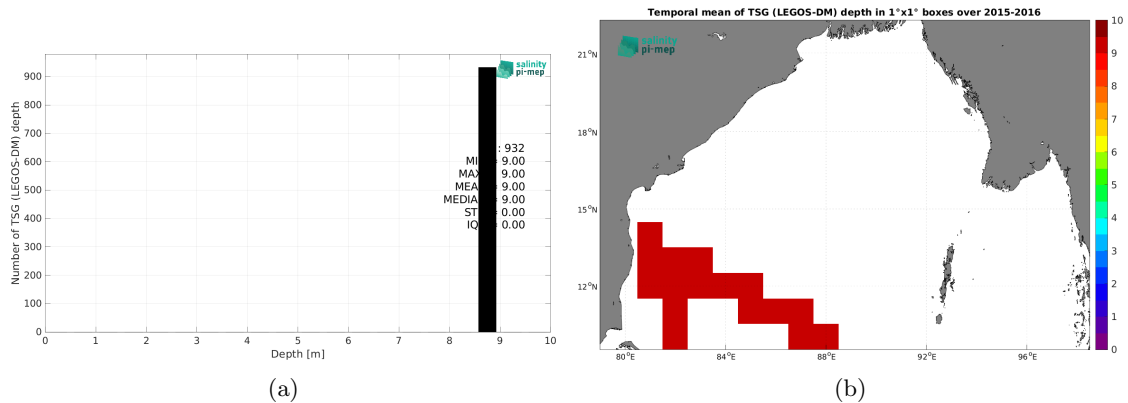 salinity
pi-mep
900
800
700
600
500
400
300
200
100
0
Number of TSG (LEGOS-DM) depth
: 932
MI = 9.00
MAX = 9.00
MEA = 9.00
MEDIA = 9.00
ST = 0.00
IQ = 0.00
0 1 2 3 4 5 6 7 8 9 10
Depth [m]
(a)
Temporal mean of TSG (LEGOS-DM) depth in 1°x1° boxes over 2015-2016
salinity
pi-mep
21°N
18°N
15°N
12°N
80°E 84°E 88°E 92°E 96°E
10
9
8
7
6
5
4
3
2
1
0
(b)